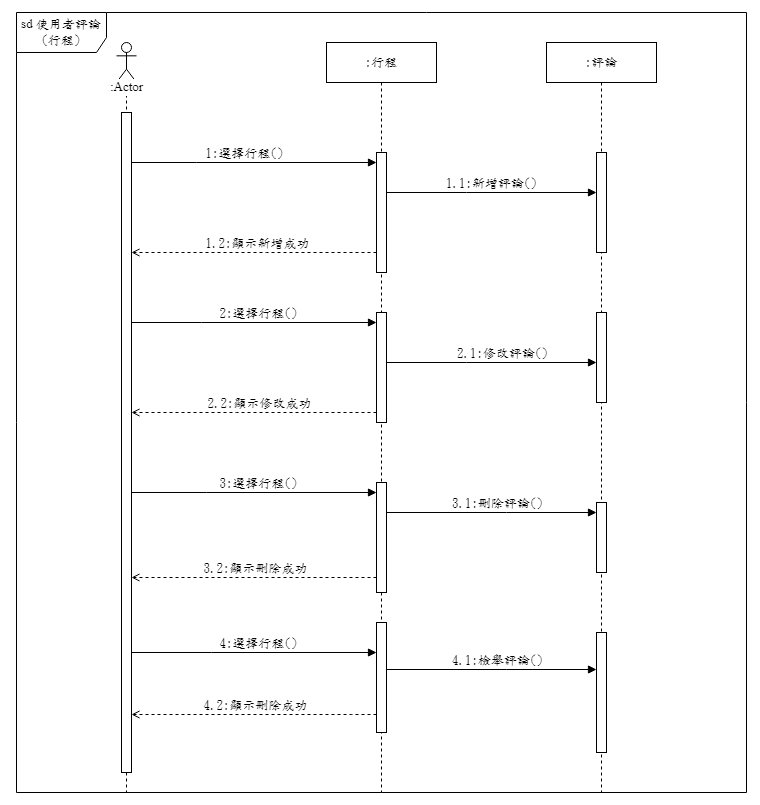 sd 使用者評論
(行程)
:Actor
:行程
:評論
1:選擇行程()
1.1:新增評論()
1.2:顯示新增成功
2:選擇行程()
2.1:修改評論()
2.2:顯示修改成功
3:選擇行程()
3.1:刪除評論()
3.2:顯示刪除成功
4:選擇行程()
4.1:檢舉評論()
4.2:顯示刪除成功